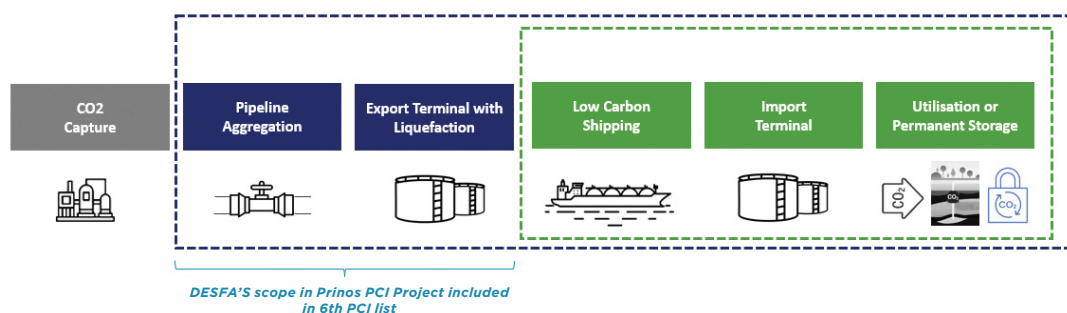 CO2
Capture
Pipeline
Aggregation
Export Terminal with
Liquefaction
Low Carbon
Shipping
Import
Terminal
Utilisation or
Permanent Storage
CO2
CO2
CO2
DESFA'S scope in Prinos PCI Project included
in 6th PCI list